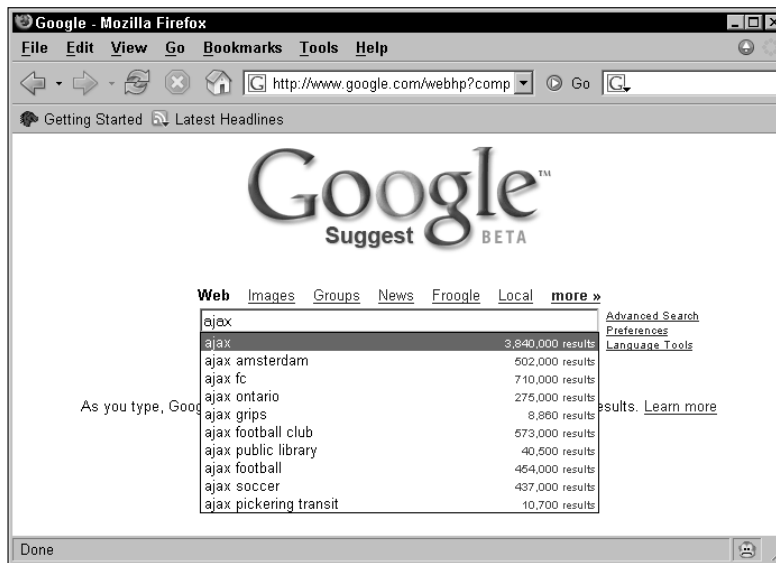 Google - Mozilla Firefox
File Edit View Go Bookmarks Tools Help
G http://www.google.com/webhp?comp Go G
Getting Started Latest Headlines
Google™
Suggest BETA
Web Images Groups News Froogle Local more »
ajax
Advanced Search
Preferences
Language Tools
ajax 3,840,000 results
ajax amsterdam 502,000 results
ajax fc 710,000 results
ajax ontario 275,000 results
ajax grips 8,860 results
ajax football club 573,000 results
ajax public library 40,500 results
ajax football 454,000 results
ajax soccer 437,000 results
ajax pickering transit 10,700 results
As you type, Goog esults. Learn more
Done